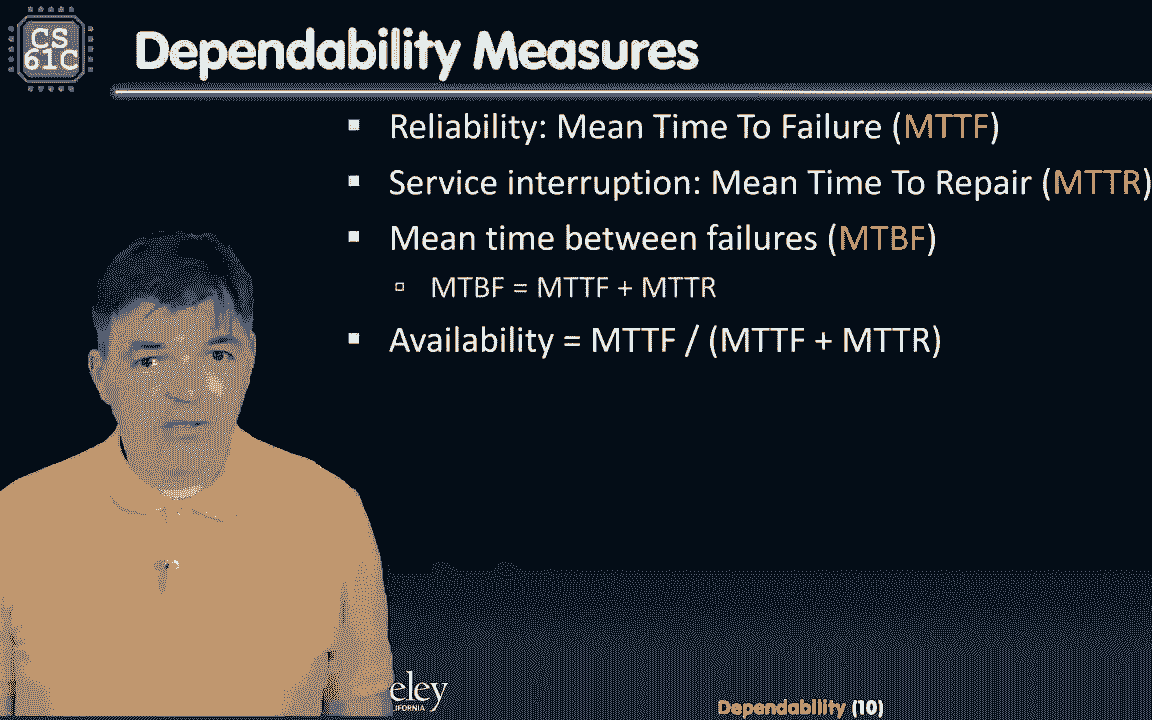 CS
61C
Dependability Measures
Reliability: Mean Time To Failure (MTTF)
Service interruption: Mean Time To Repair (MTTR)
Mean time between failures (MTBF)
MTBF = MTTF + MTTR
Availability = MTTF / (MTTF + MTTR)
eley
IFORNIA
Dependability (10)